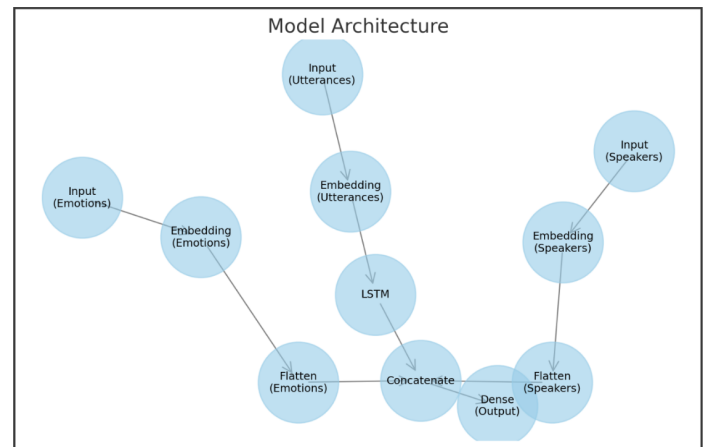 Model Architecture
Input
(Utterances)
Input
(Speakers)
Embedding
(Utterances)
Input
(Emotions)
Embedding
(Emotions)
Embedding
(Speakers)
LSTM
Flatten
(Emotions)
Concatenate
Flatten
(Speakers)
Dense
(Output)